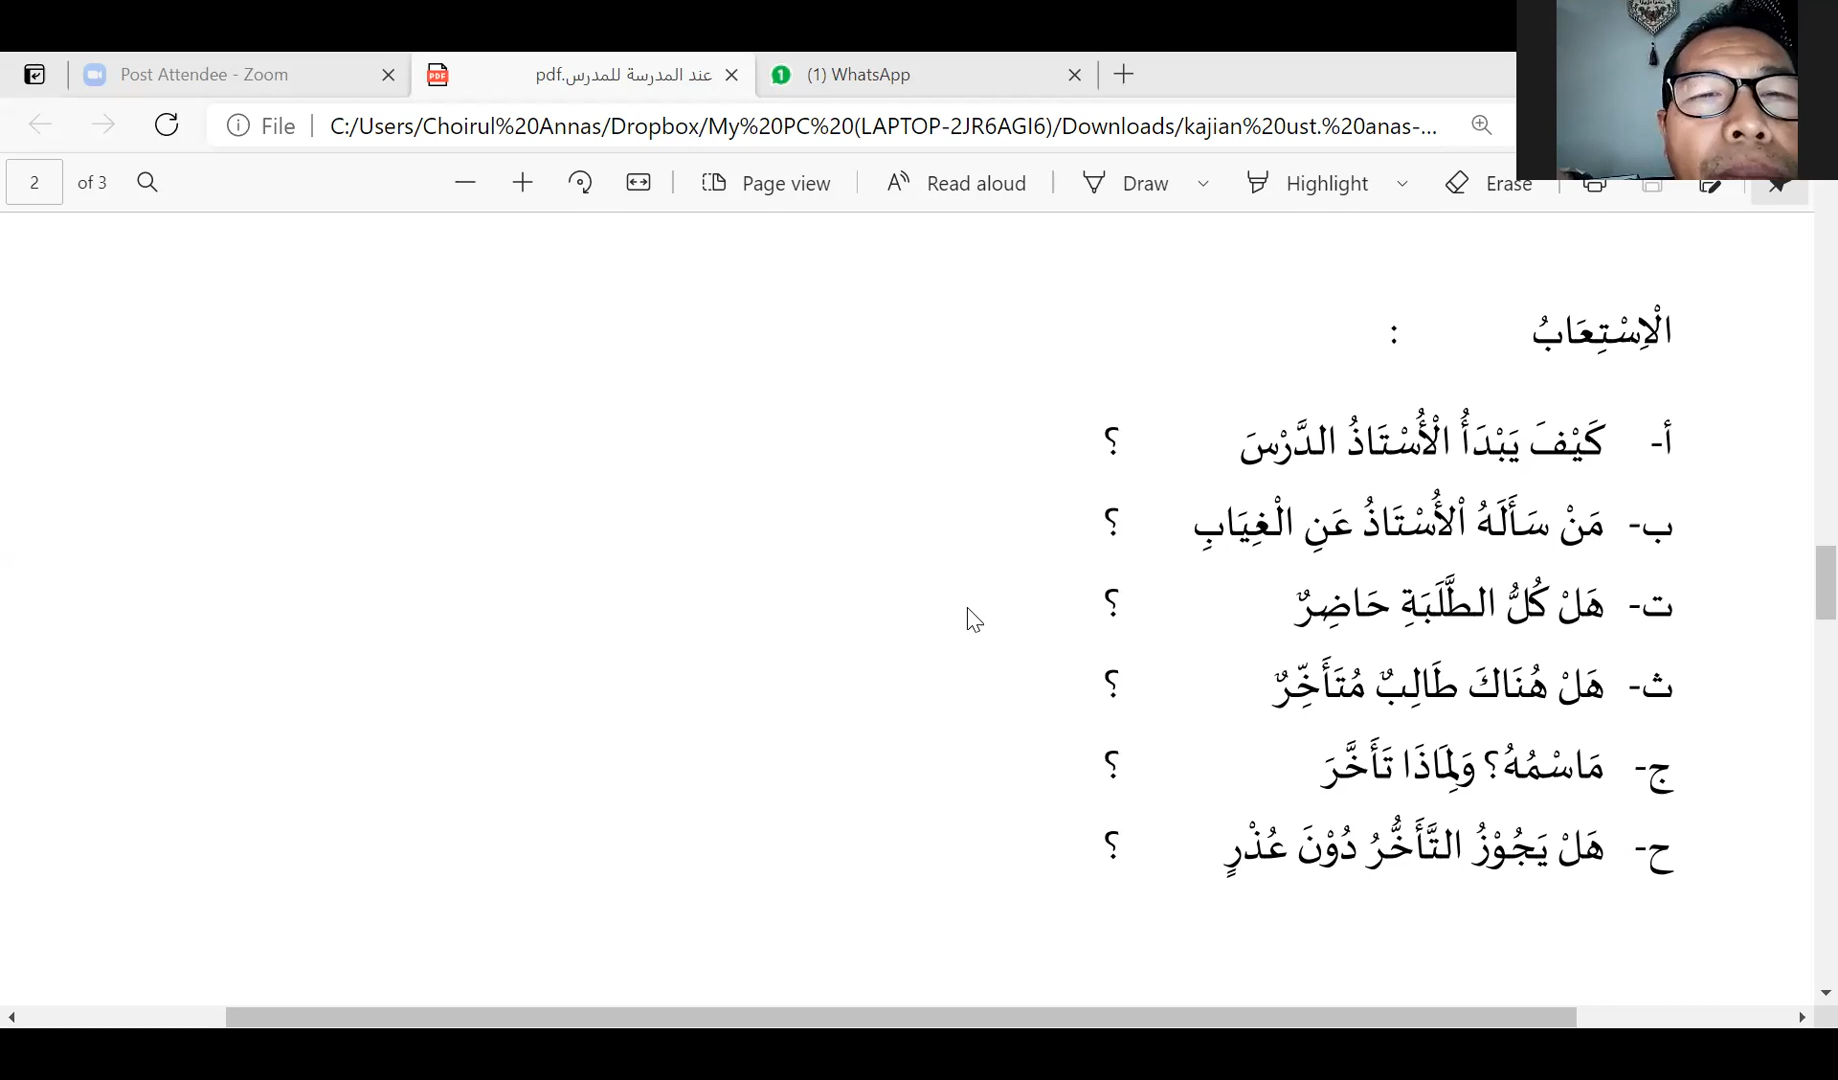 Post Attendee - Zoom
عند المدرسة للمدرس.pdf
(1) WhatsApp
File
C:/Users/Choirul%20Annas/Dropbox/My%20PC%20(LAPTOP-2JR6AGI6)/Downloads/kajian%20ust.%20anas-...
2 of 3
Page view
Read aloud
Draw
Highlight
Erase
الْاِسْتِعَابُ :
أ- كَيْفَ يَبْدَأُ الْأُسْتَاذُ الدَّرْسَ ؟
ب- مَنْ سَأَلَهُ اْلأُسْتَاذُ عَنِ الْغِيَابِ ؟
ت- هَلْ كُلُّ الطَّلَبَةِ حَاضِرٌ ؟
ث- هَلْ هُنَاكَ طَالِبٌ مُتَأَخِّرٌ ؟
ج- مَاسْمُهُ؟ وَلِمَاذَا تَأَخَّرَ ؟
ح- هَلْ يَجُوْزُ التَّأَخُّرُ دُوْنَ عُذْرٍ ؟